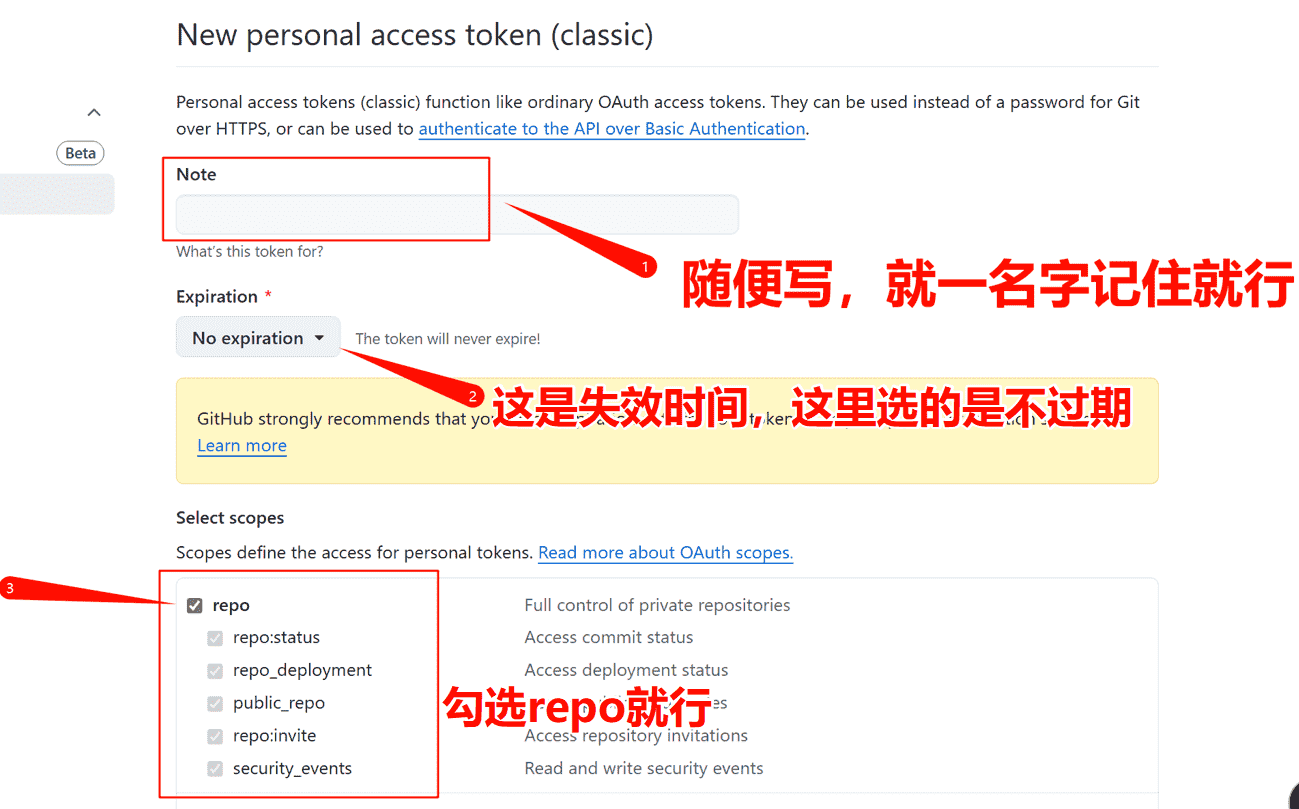 New personal access token (classic)
Personal access tokens (classic) function like ordinary OAuth access tokens. They can be used instead of a password for Git
over HTTPS, or can be used to authenticate to the API over Basic Authentication.
Beta
Note
What's this token for?
1
随便写，就一名字记住就行
Expiration *
No expiration
The token will never expire!
2
这是失效时间，这里选的是不过期
GitHub strongly recommends that
Learn more
Select scopes
Scopes define the access for personal tokens. Read more about OAuth scopes.
3
repo Full control of private repositories
repo:status Access commit status
repo_deployment Access deployment status
public_repo
勾选repo就行
repo:invite Access repository invitations
security_events Read and write security events